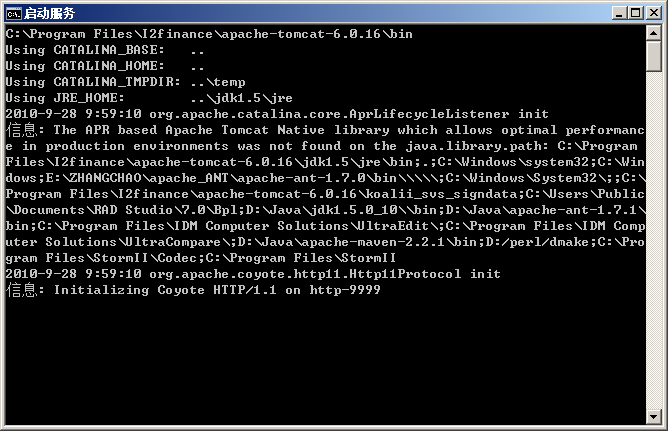 启动服务
C:\Program Files\I2finance\apache-tomcat-6.0.16\bin
Using CATALINA_BASE:   ..
Using CATALINA_HOME:   ..
Using CATALINA_TMPDIR: ..\temp
Using JRE_HOME:        ..\jdk1.5\jre
2010-9-28 9:59:10 org.apache.catalina.core.AprLifecycleListener init
信息: The APR based Apache Tomcat Native library which allows optimal performanc
e in production environments was not found on the java.library.path: C:\Program
Files\I2finance\apache-tomcat-6.0.16\jdk1.5\jre\bin;.;C:\Windows\system32;C:\Win
dows;E:\ZHANGCHAO\apache_ANT\apache-ant-1.7.0\bin\\\\\;C:\Windows\System32\;;C:\
Program Files\I2finance\apache-tomcat-6.0.16\koalii_svs_signdata;C:\Users\Public
\Documents\RAD Studio\7.0\Bpl;D:\Java\jdk1.5.0_10\\bin;D:\Java\apache-ant-1.7.1\
bin;C:\Program Files\IDM Computer Solutions\UltraEdit\;C:\Program Files\IDM Comp
uter Solutions\UltraCompare\;D:\Java\apache-maven-2.2.1\bin;D:/perl/dmake;C:\Pro
gram Files\StormII\Codec;C:\Program Files\StormII
2010-9-28 9:59:10 org.apache.coyote.http11.Http11Protocol init
信息: Initializing Coyote HTTP/1.1 on http-9999